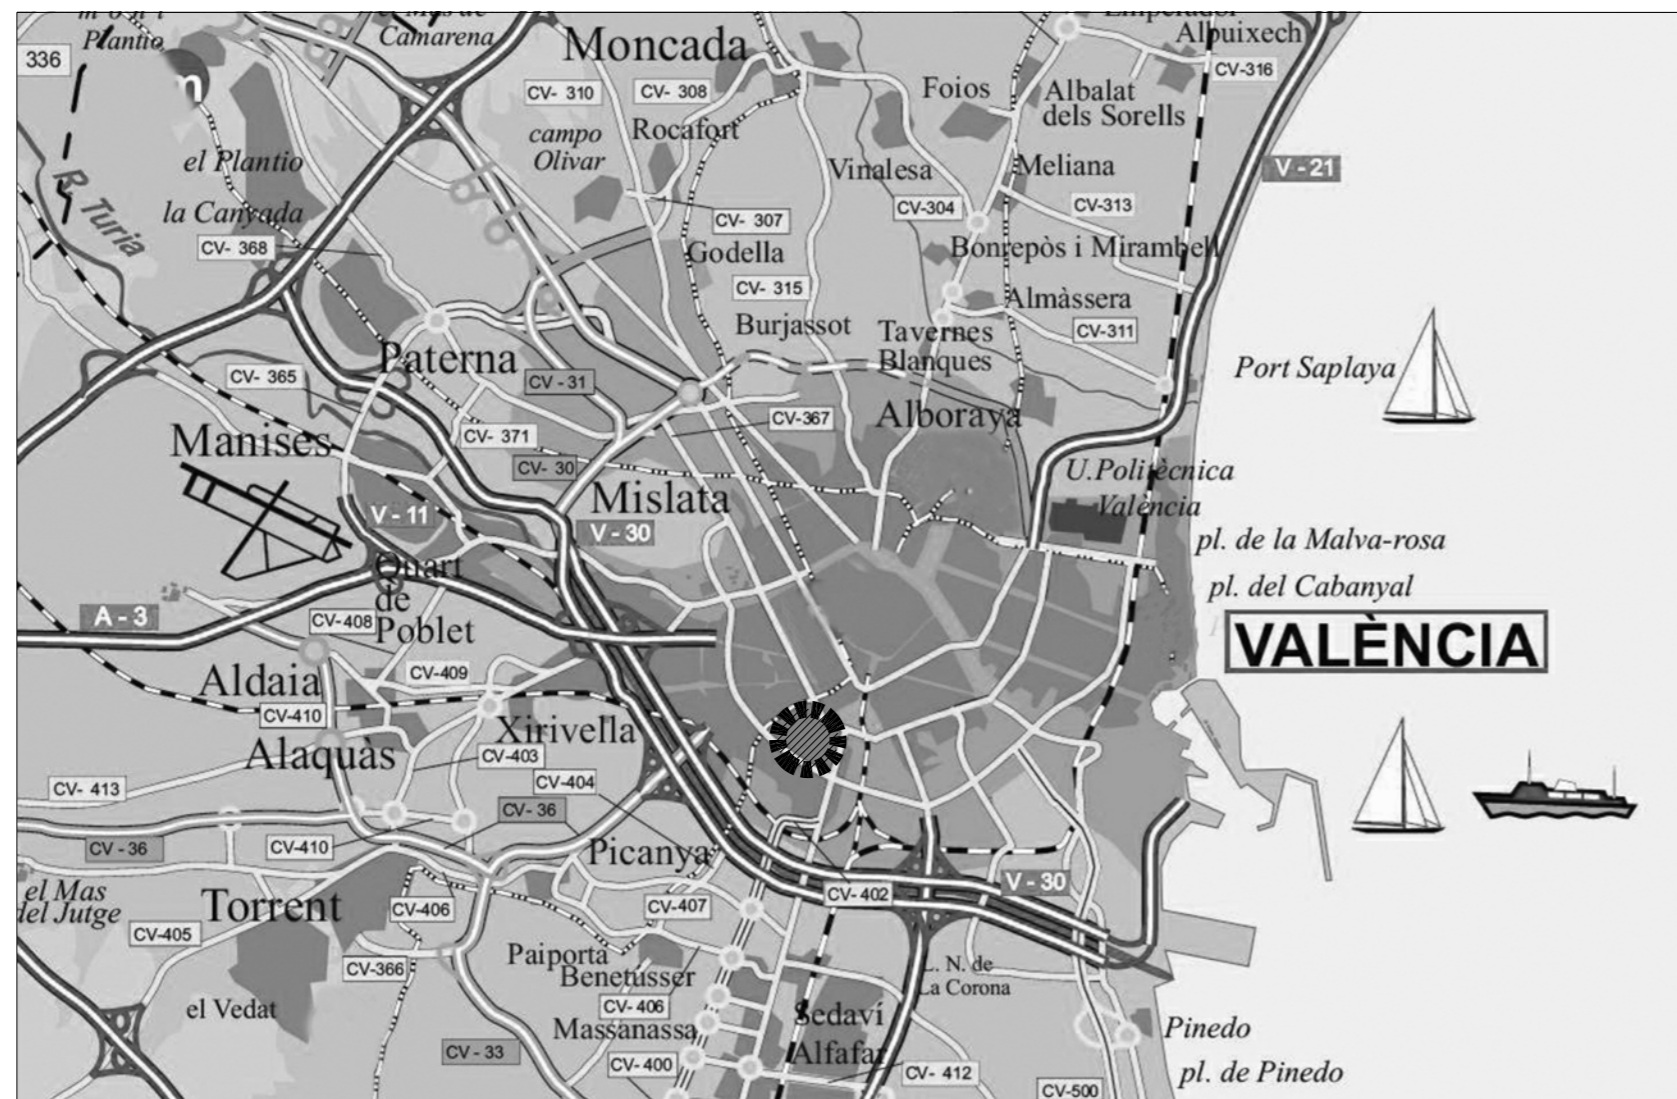 Plantio
Camarena
336
Moncada
Albuixech
CV-316
CV- 310
CV- 308
Foios
Albalat
dels Sorells
campo
Olivar
Rocafort
el Plantio
Vinalesa
Meliana
V - 21
R. Turia
la Canyada
CV- 368
CV- 307
CV-304
CV-313
Godella
Bonrepòs i Mirambell
CV- 315
Almàssera
Burjassot
Tavernes
Blanques
CV-311
Paterna
CV- 365
CV - 31
Port Saplaya
CV-367
Alboraya
Manises
CV- 371
CV- 30
U.Politècnica
València
Mislata
V - 11
V - 30
pl. de la Malva-rosa
Quart
de
Poblet
pl. del Cabanyal
A - 3
CV-408
VALÈNCIA
Aldaia
CV-409
CV-410
Xirivella
Alaquàs
CV-403
CV-404
CV- 413
CV- 36
CV - 36
CV-410
Picanya
V - 30
el Mas
del Jutge
Torrent
CV-406
CV-407
CV- 402
CV-405
CV-366
Paiporta
Benetússer
L. N. de
La Corona
el Vedat
CV- 406
Massanassa
Sedaví
Pinedo
CV - 33
CV- 400
Alfafar
CV- 412
pl. de Pinedo
CV-500